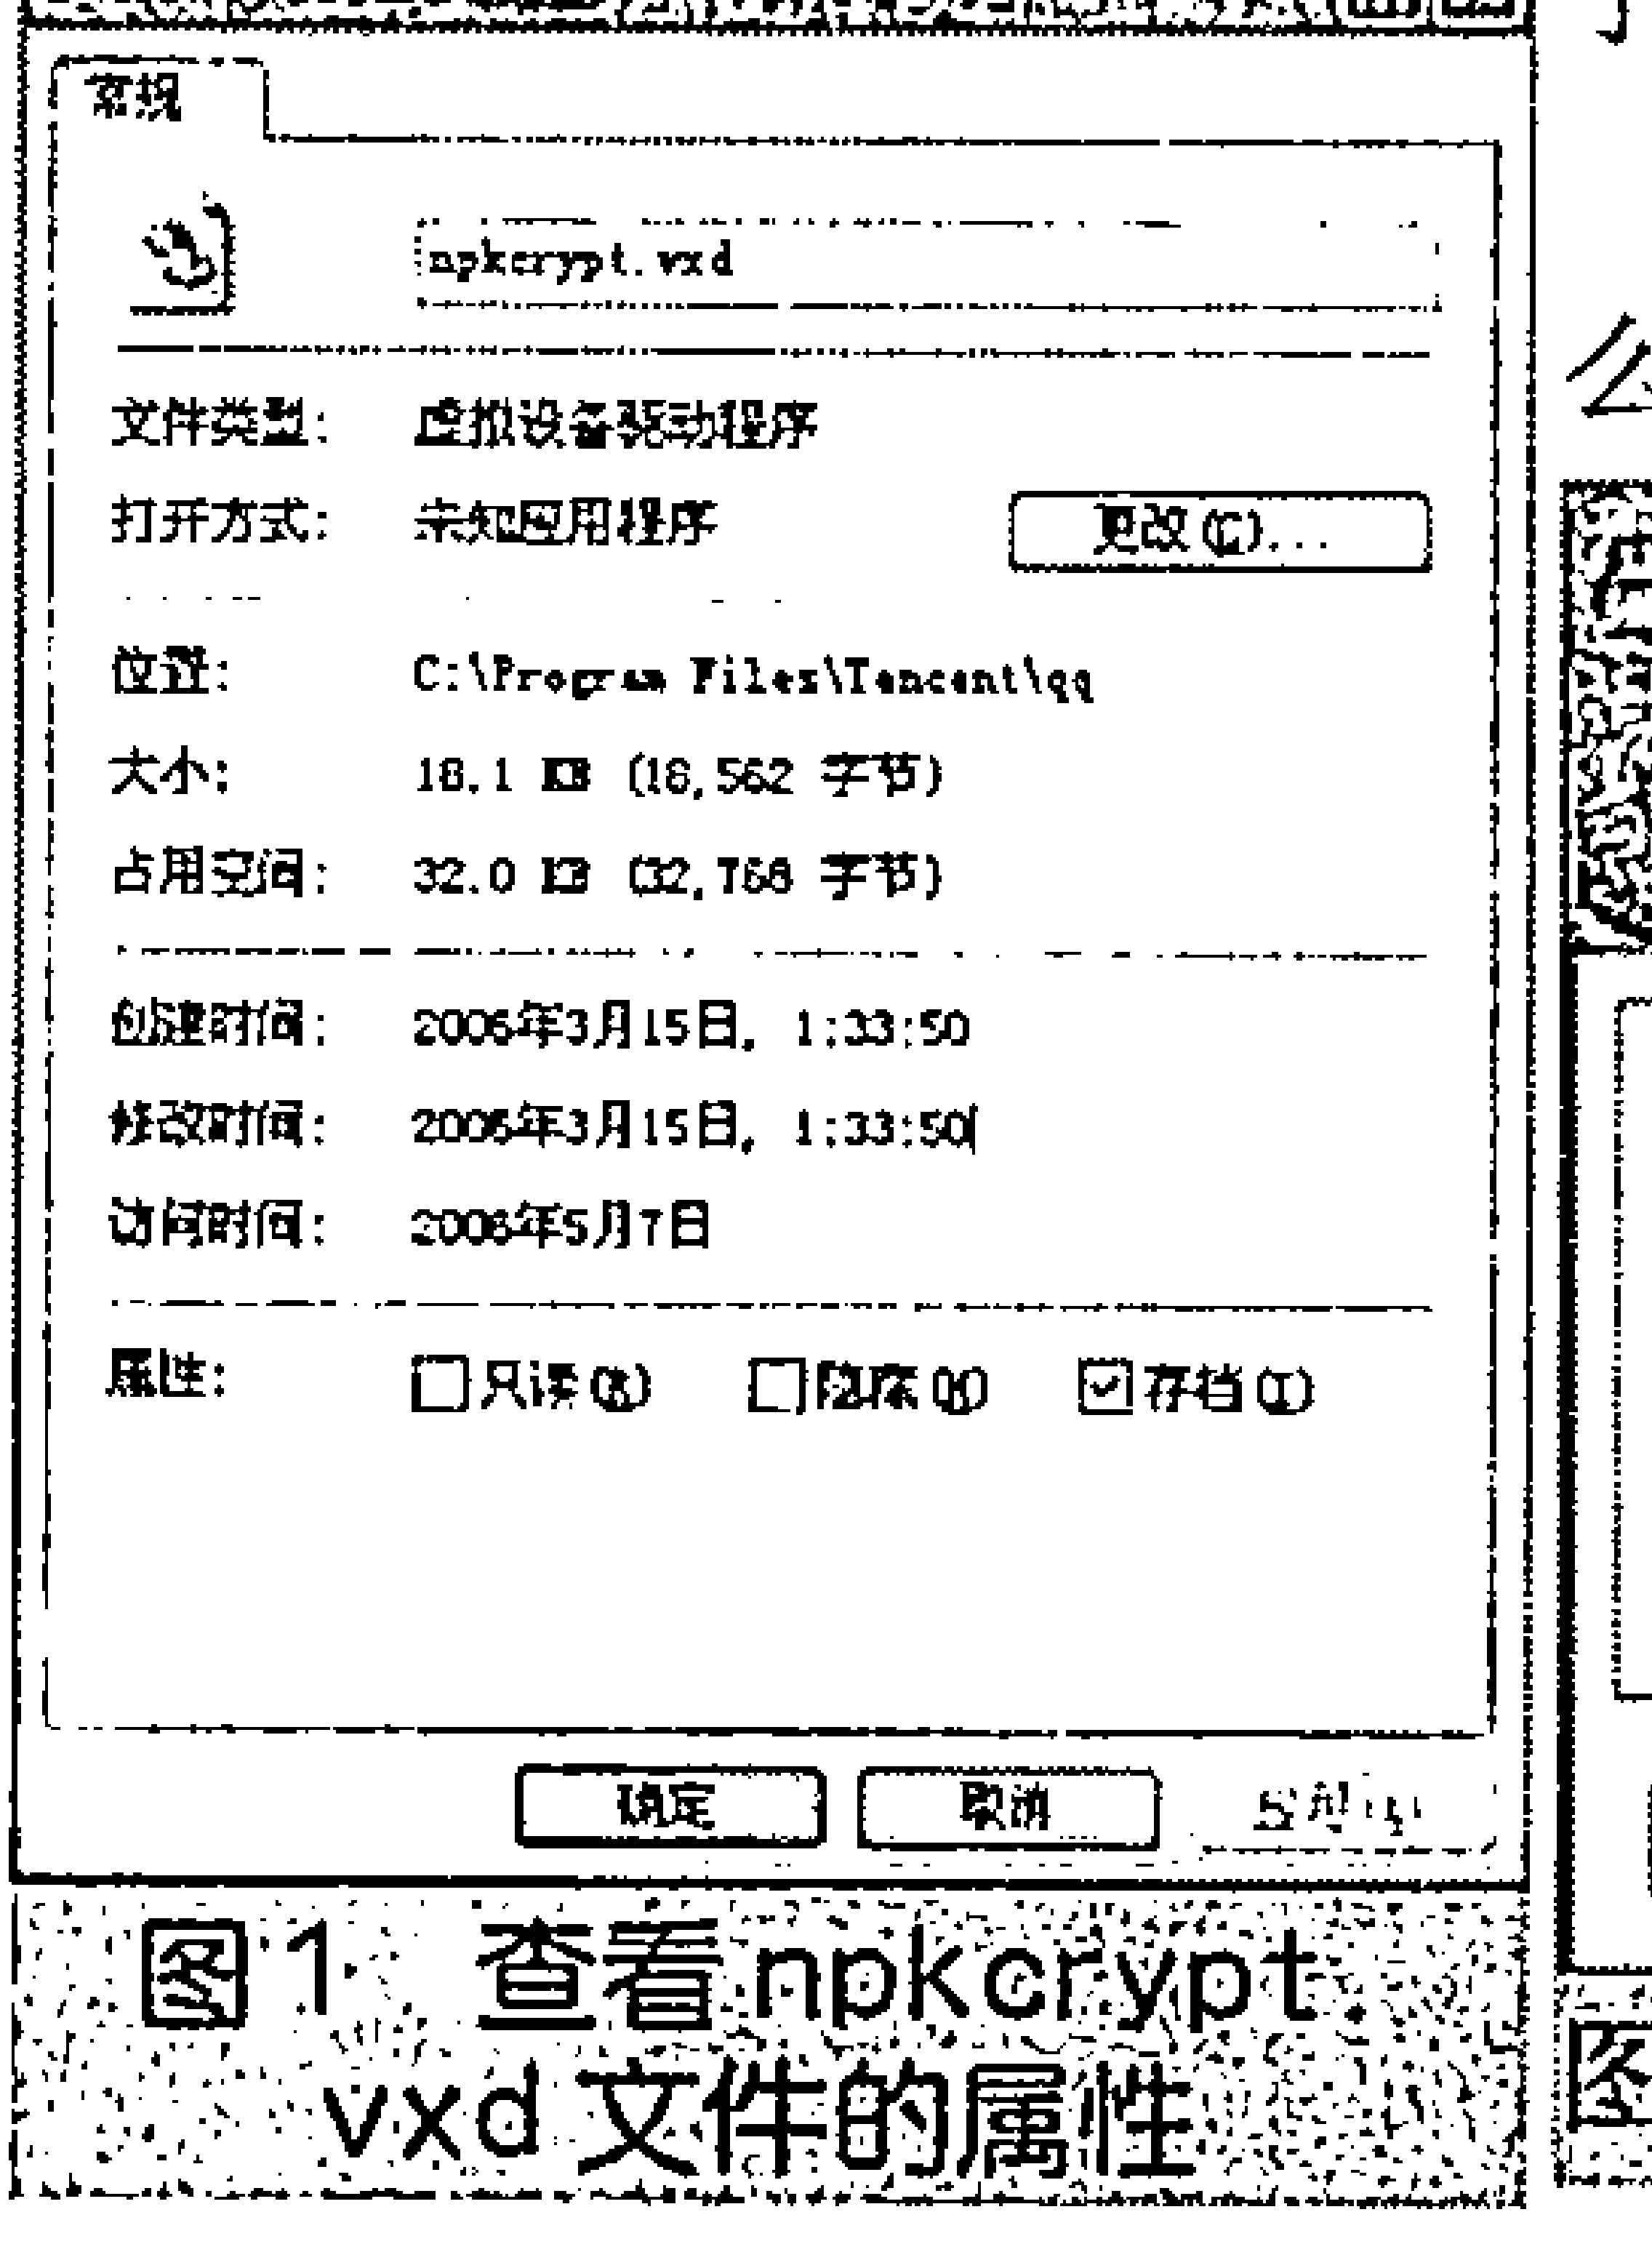 常规
npkcrypt.vxd
文件类型: 虚拟设备驱动程序
打开方式: 未知应用程序 更改(C)...
位置: C:\Program Files\Tencent\qq
大小: 16.1 KB (16,562 字节)
占用空间: 32.0 KB (32,768 字节)
创建时间: 2006年3月15日, 1:33:50
修改时间: 2006年3月15日, 1:33:50
访问时间: 2006年5月7日
属性: 只读(R) 隐藏(H) 存档(I)
确定 取消
图1 查看npkcrypt.
vxd 文件的属性
么
图